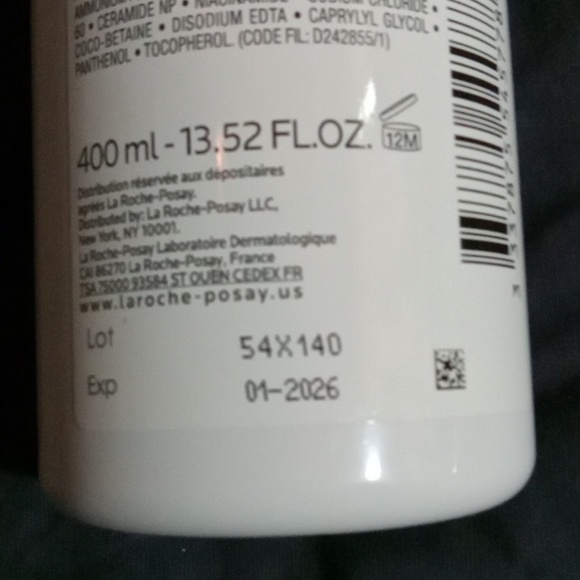 60 • CERAMIDE NP • NIACINAMIDE • SODIUM CHLORIDE •
COCO-BETAINE • DISODIUM EDTA • CAPRYLYL GLYCOL •
PANTHENOL • TOCOPHEROL. (CODE FIL: D242855/1)
400 ml - 13.52 FL.OZ.
12M
Distribution réservée aux dépositaires
agréés La Roche-Posay.
Distributed by: La Roche-Posay LLC,
New York, NY 10001.
La Roche-Posay Laboratoire Dermatologique
CAI 86270 La Roche-Posay, France
TSA 75000 93584 ST OUEN CEDEX FR
www.laroche-posay.us
Lot 54X140
Exp 01-2026